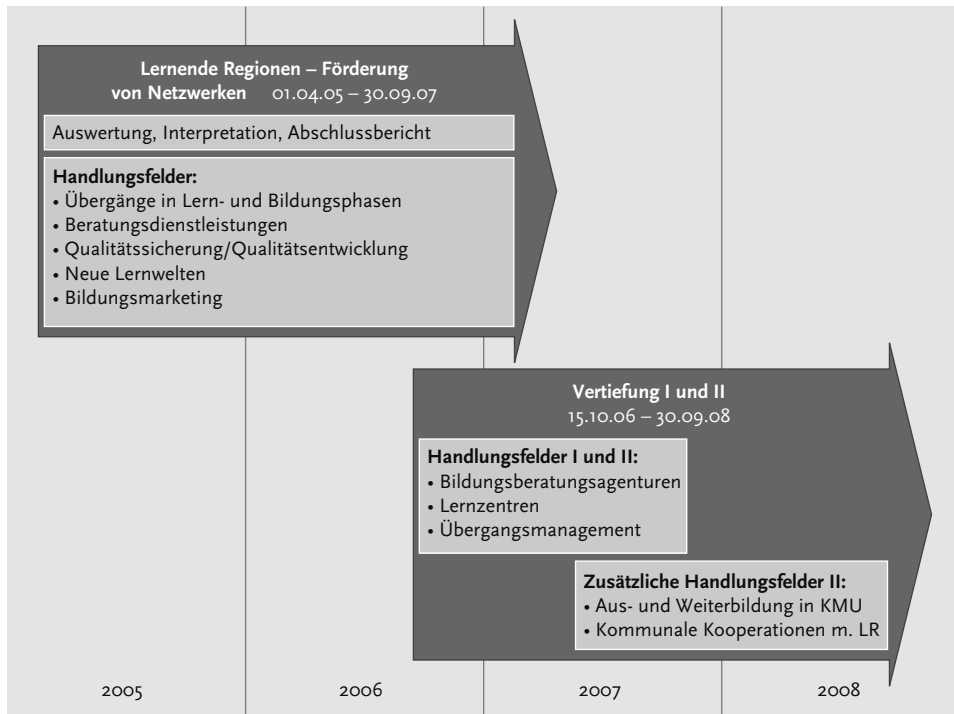 Lernende Regionen – Förderung
von Netzwerken 01.04.05 – 30.09.07
Auswertung, Interpretation, Abschlussbericht
Handlungsfelder:
• Übergänge in Lern- und Bildungsphasen
• Beratungsdienstleistungen
• Qualitätssicherung/Qualitätsentwicklung
• Neue Lernwelten
• Bildungsmarketing
Vertiefung I und II
15.10.06 – 30.09.08
Handlungsfelder I und II:
• Bildungsberatungsagenturen
• Lernzentren
• Übergangsmanagement
Zusätzliche Handlungsfelder II:
• Aus- und Weiterbildung in KMU
• Kommunale Kooperationen m. LR
2005 2006 2007 2008